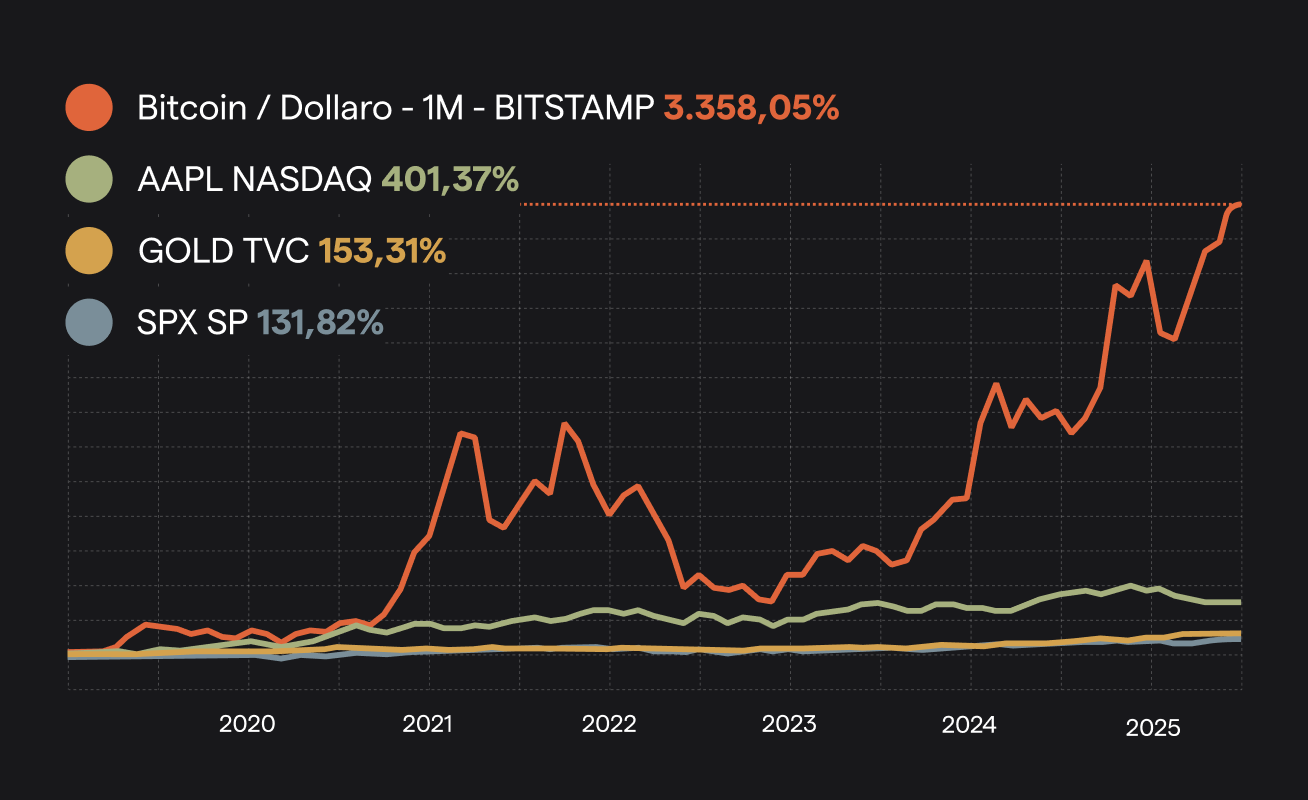 Bitcoin / Dollaro - 1M - BITSTAMP 3.358,05%
AAPL NASDAQ 401,37%
GOLD TVC 153,31%
SPX SP 131,82%
2020 2021 2022 2023 2024 2025